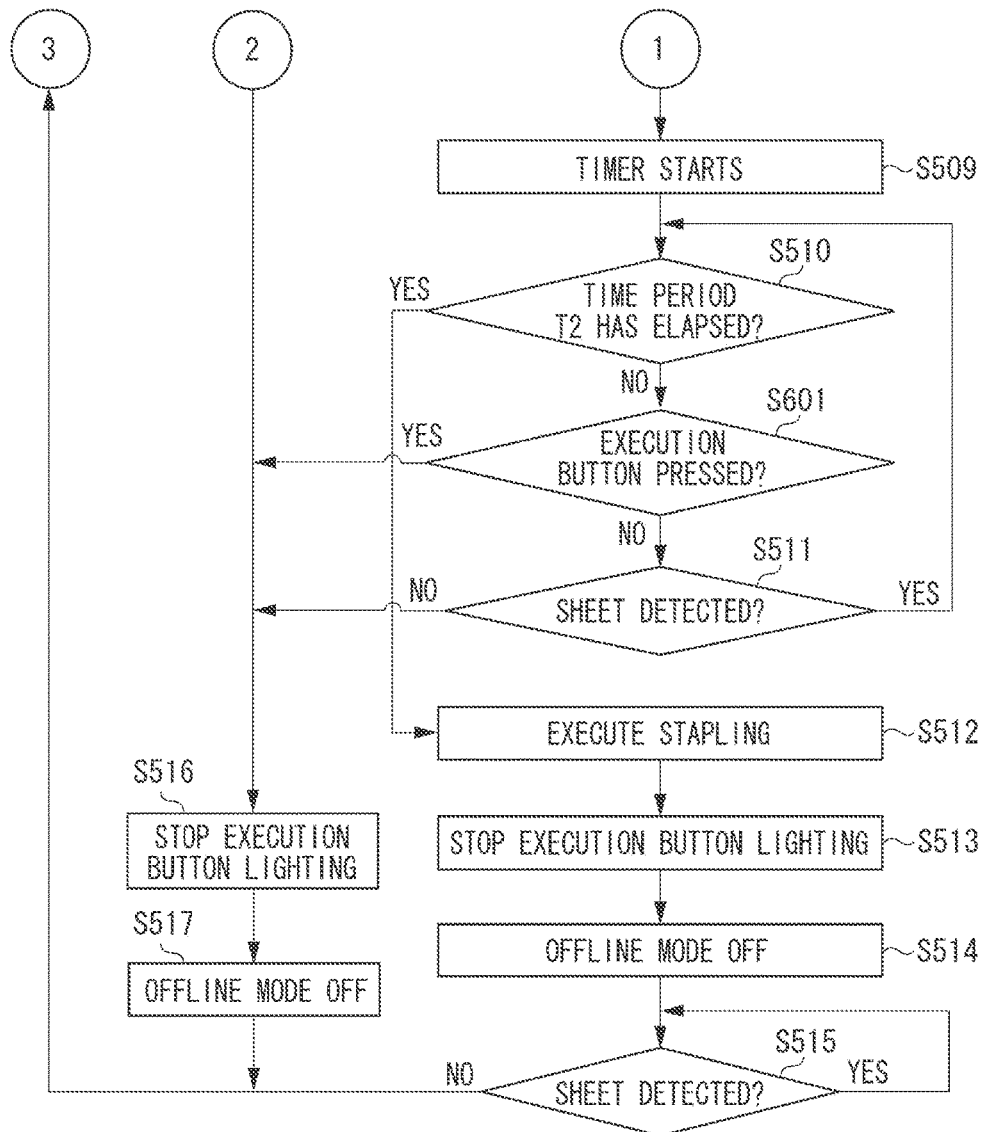 3
2
1
TIMER STARTS
S509
S510
YES
TIME PERIOD
T2 HAS ELAPSED?
NO
S601
YES
EXECUTION
BUTTON PRESSED?
NO
S511
NO
SHEET DETECTED?
YES
EXECUTE STAPLING
S512
S516
STOP EXECUTION
BUTTON LIGHTING
STOP EXECUTION BUTTON LIGHTING
S513
S517
OFFLINE MODE OFF
OFFLINE MODE OFF
S514
S515
NO
SHEET DETECTED?
YES